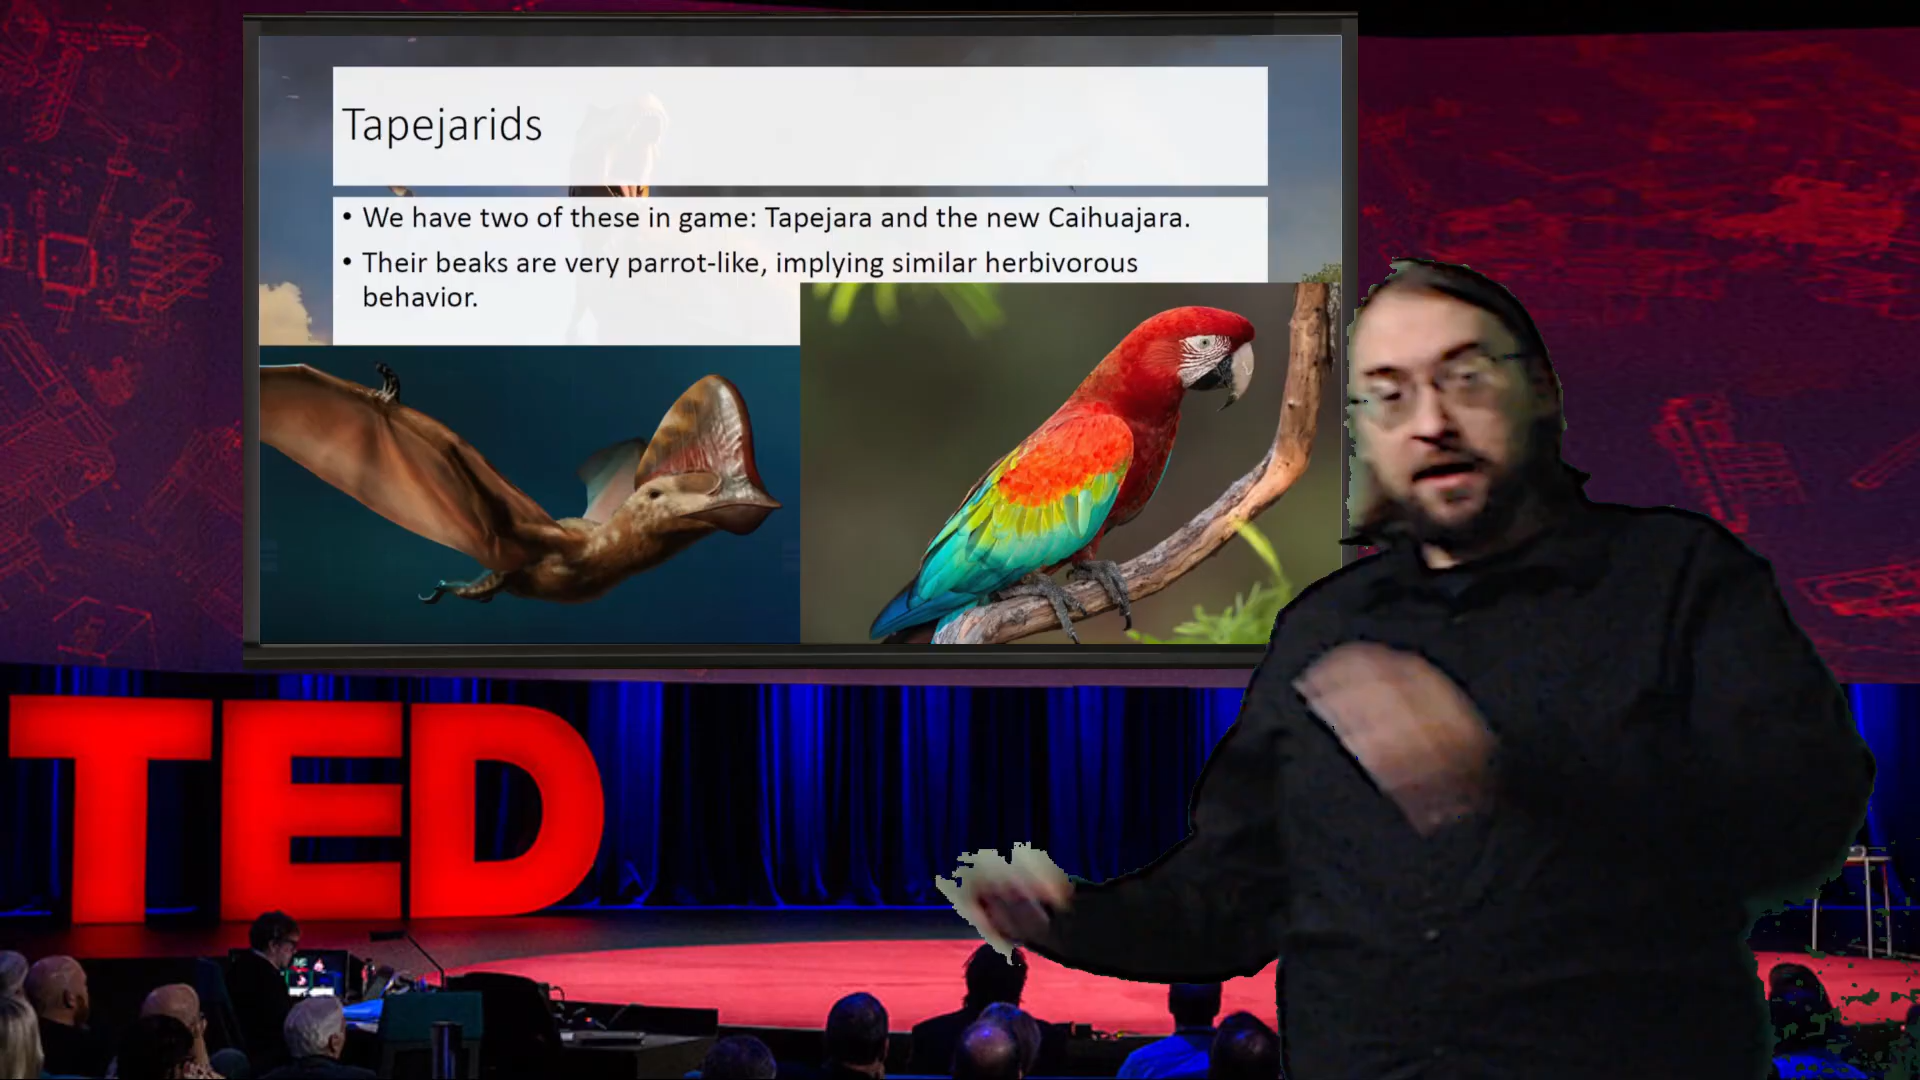 Tapejarids
• We have two of these in game: Tapejara and the new Caihuajara.
• Their beaks are very parrot-like, implying similar herbivorous
behavior.
TED